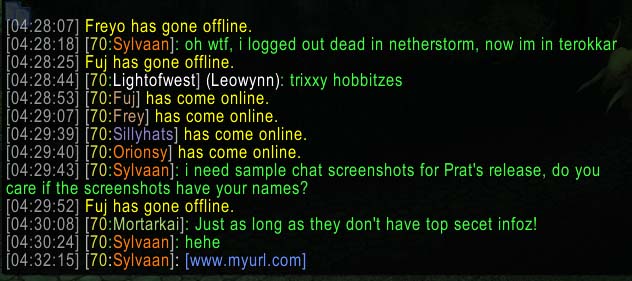 [04:28:07] Freyo has gone offline.
[04:28:18] [70:Sylvaan]: oh wtf, i logged out dead in netherstorm, now im in terokkar
[04:28:25] Fuj has gone offline.
[04:28:44] [70:Lightofwest] (Leowynn): trixxy hobbitzes
[04:28:53] [70:Fuj] has come online.
[04:29:07] [70:Frey] has come online.
[04:29:39] [70:Sillyhats] has come online.
[04:29:40] [70:Orionsy] has come online.
[04:29:43] [70:Sylvaan]: i need sample chat screenshots for Prat's release, do you
care if the screenshots have your names?
[04:29:52] Fuj has gone offline.
[04:30:08] [70:Mortarkai]: Just as long as they don't have top secet infoz!
[04:30:24] [70:Sylvaan]: hehe
[04:32:15] [70:Sylvaan]: [www.myurl.com]